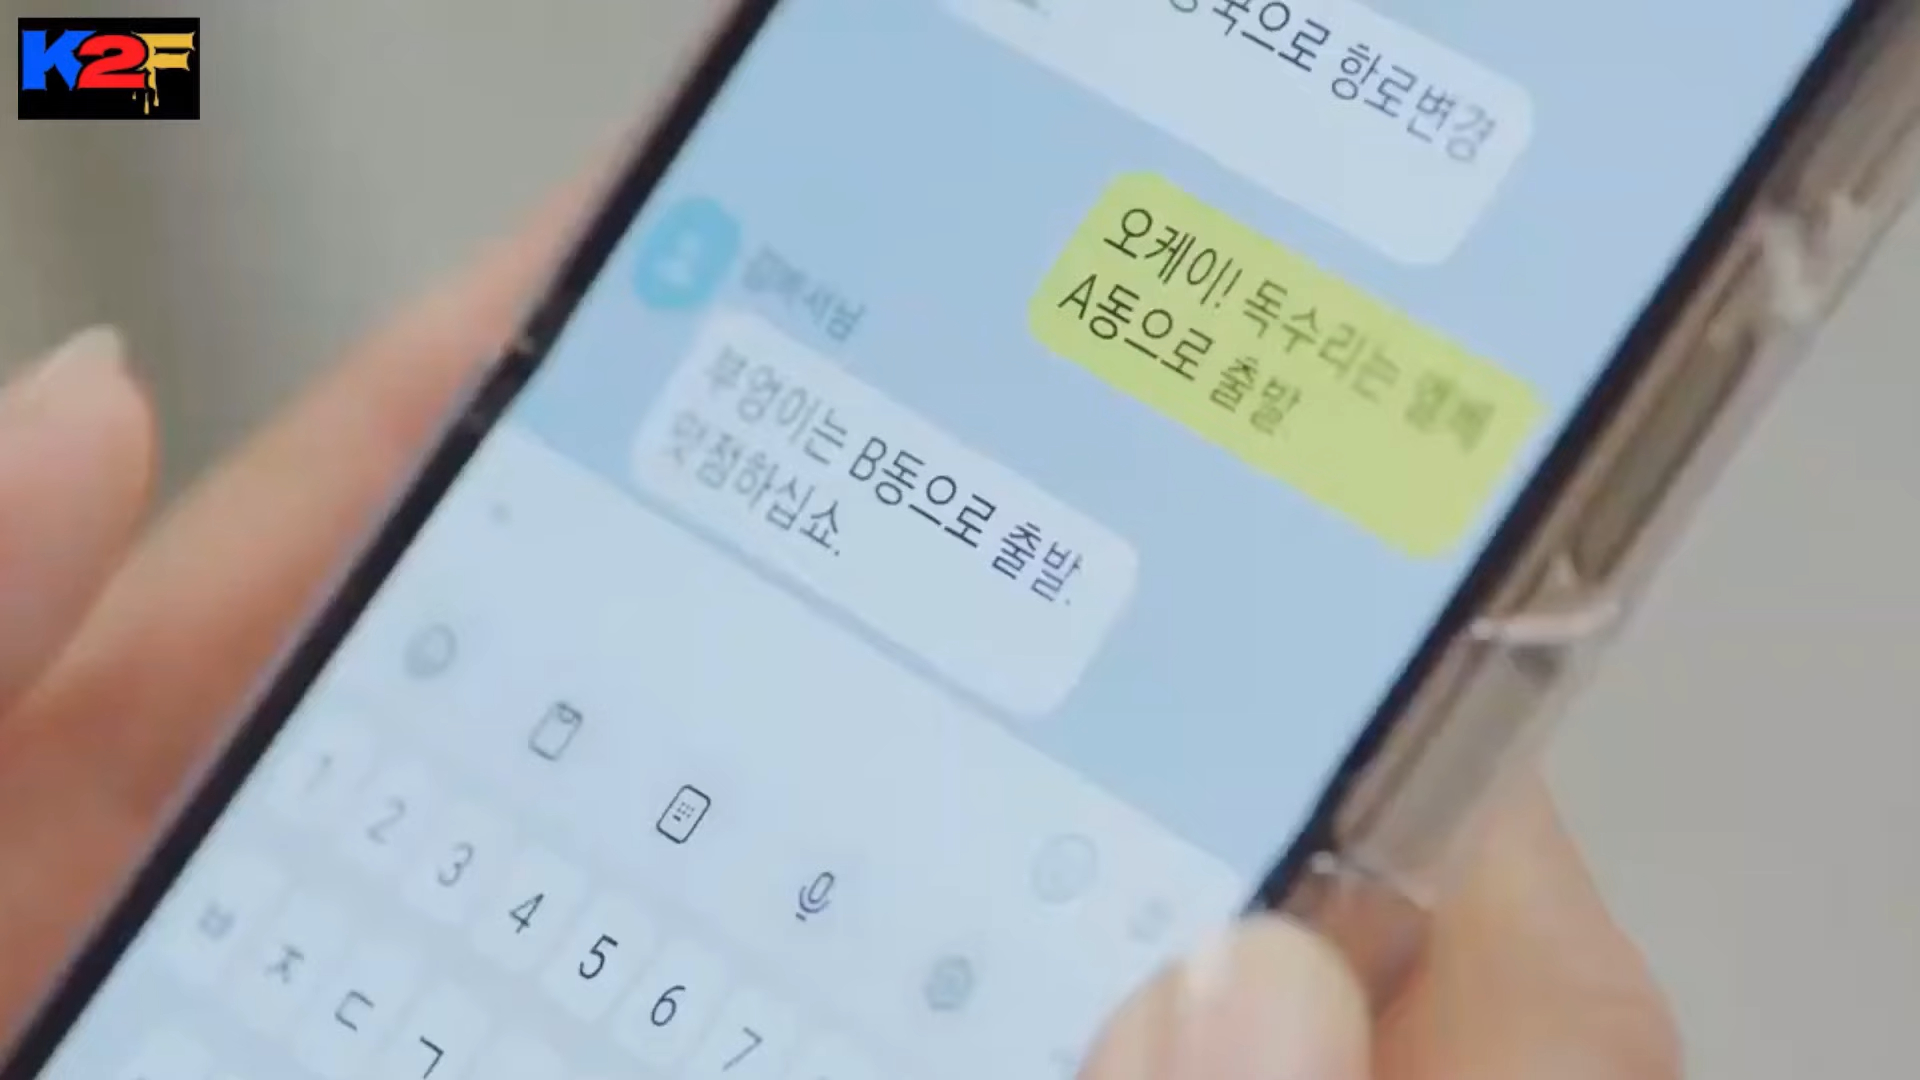 K2F
항로변경
오케이! 독수리는 엘베
A동으로 출발.
부엉이는 B동으로 출발.
맛점하십쇼.
1 2 3 4 5 6 7
ㅂ ㅈ ㄷ ㄱ